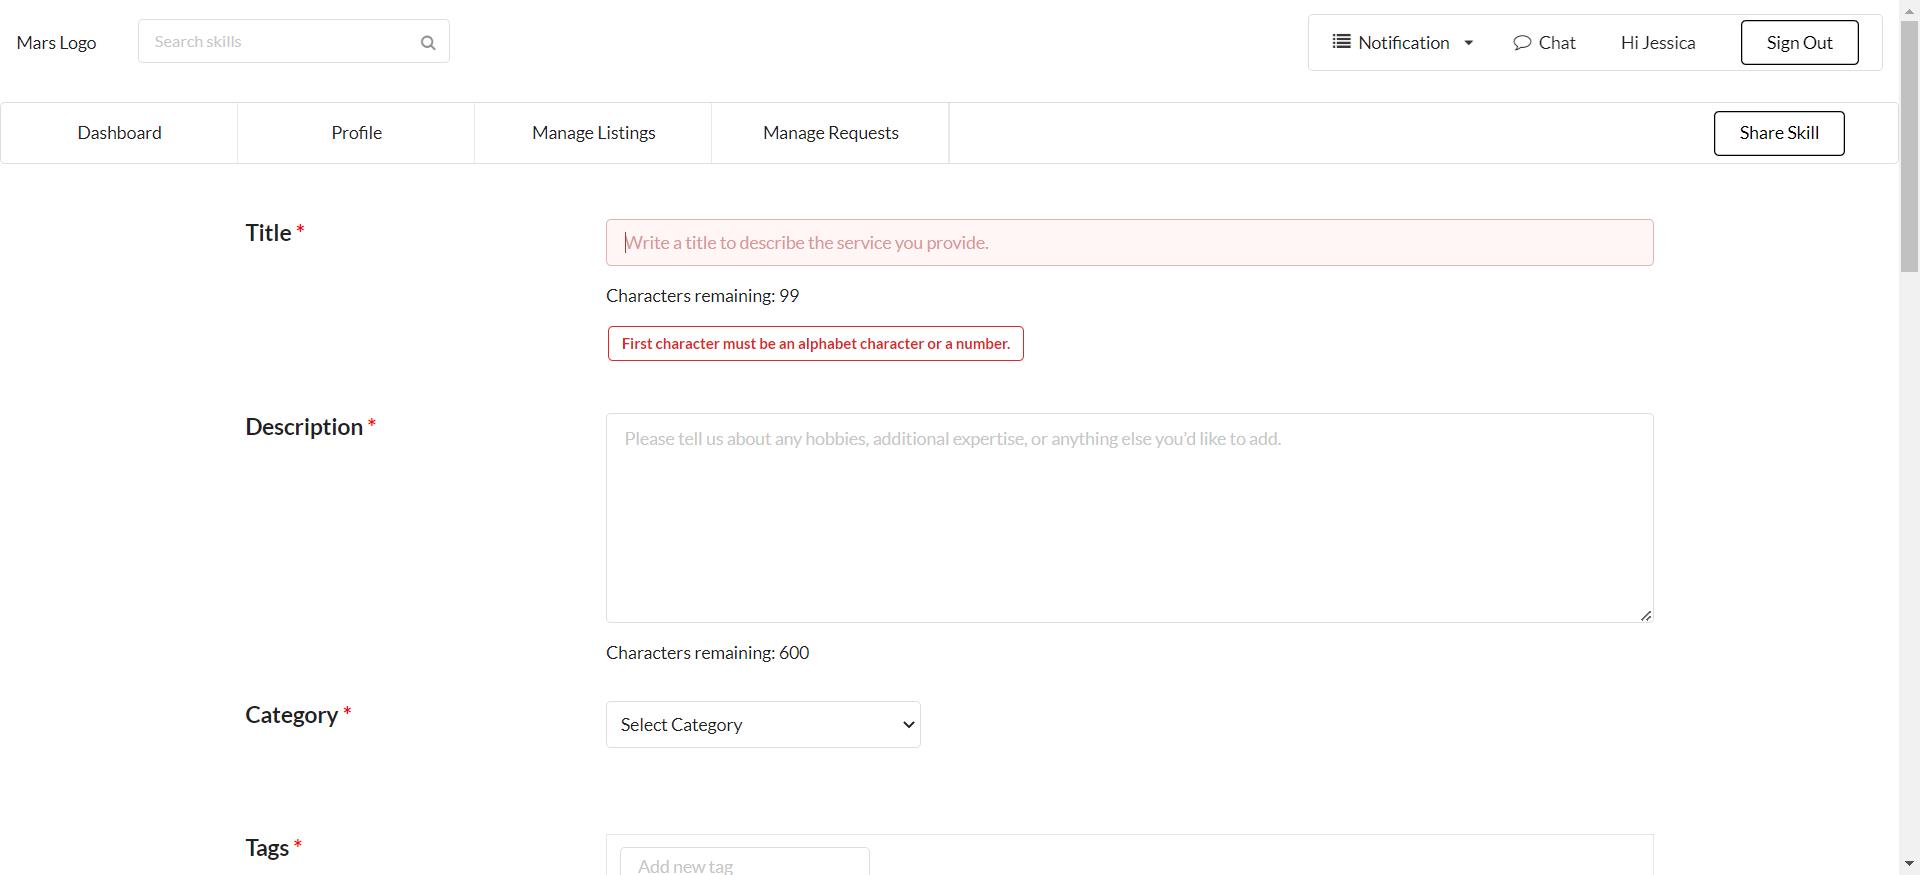 Mars Logo
Search skills
Notification
Chat
Hi Jessica
Sign Out
Dashboard
Profile
Manage Listings
Manage Requests
Share Skill
Title *
Write a title to describe the service you provide.
Characters remaining: 99
First character must be an alphabet character or a number.
Description *
Please tell us about any hobbies, additional expertise, or anything else you’d like to add.
Characters remaining: 600
Category *
Select Category
Tags *
Add new tag